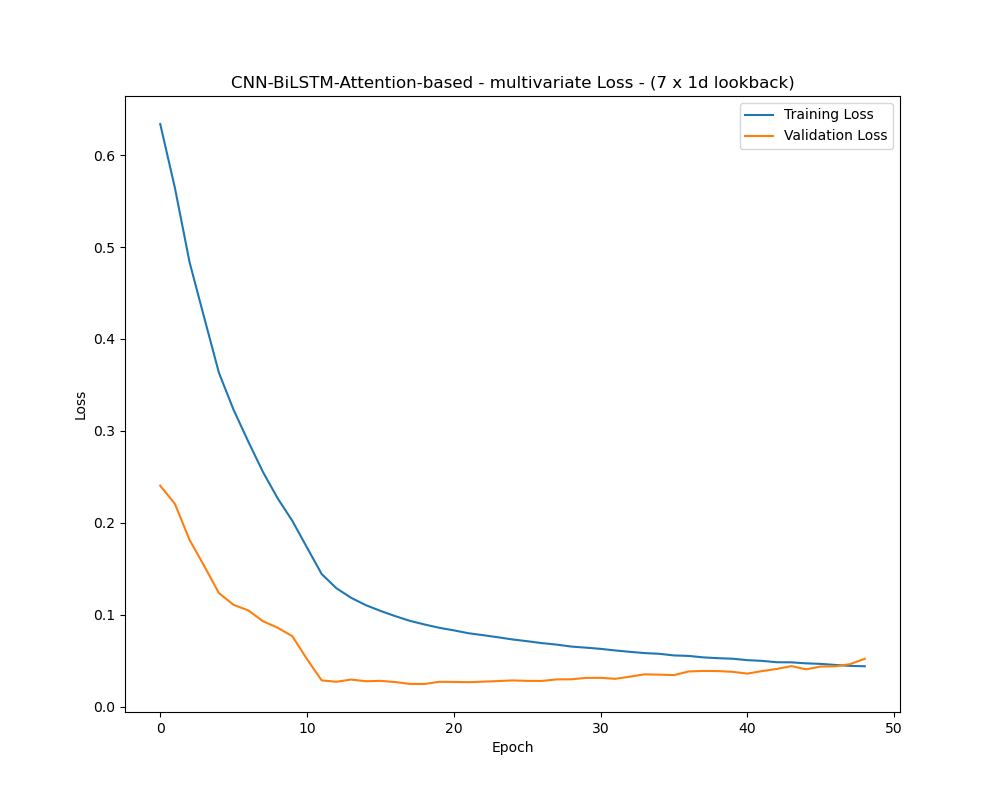 CNN-BiLSTM-Attention-based - multivariate Loss - (7 x 1d lookback)
Training Loss
Validation Loss
0.6
0.5
0.4
0.3
0.2
0.1
0.0
Loss
0 10 20 30 40 50
Epoch